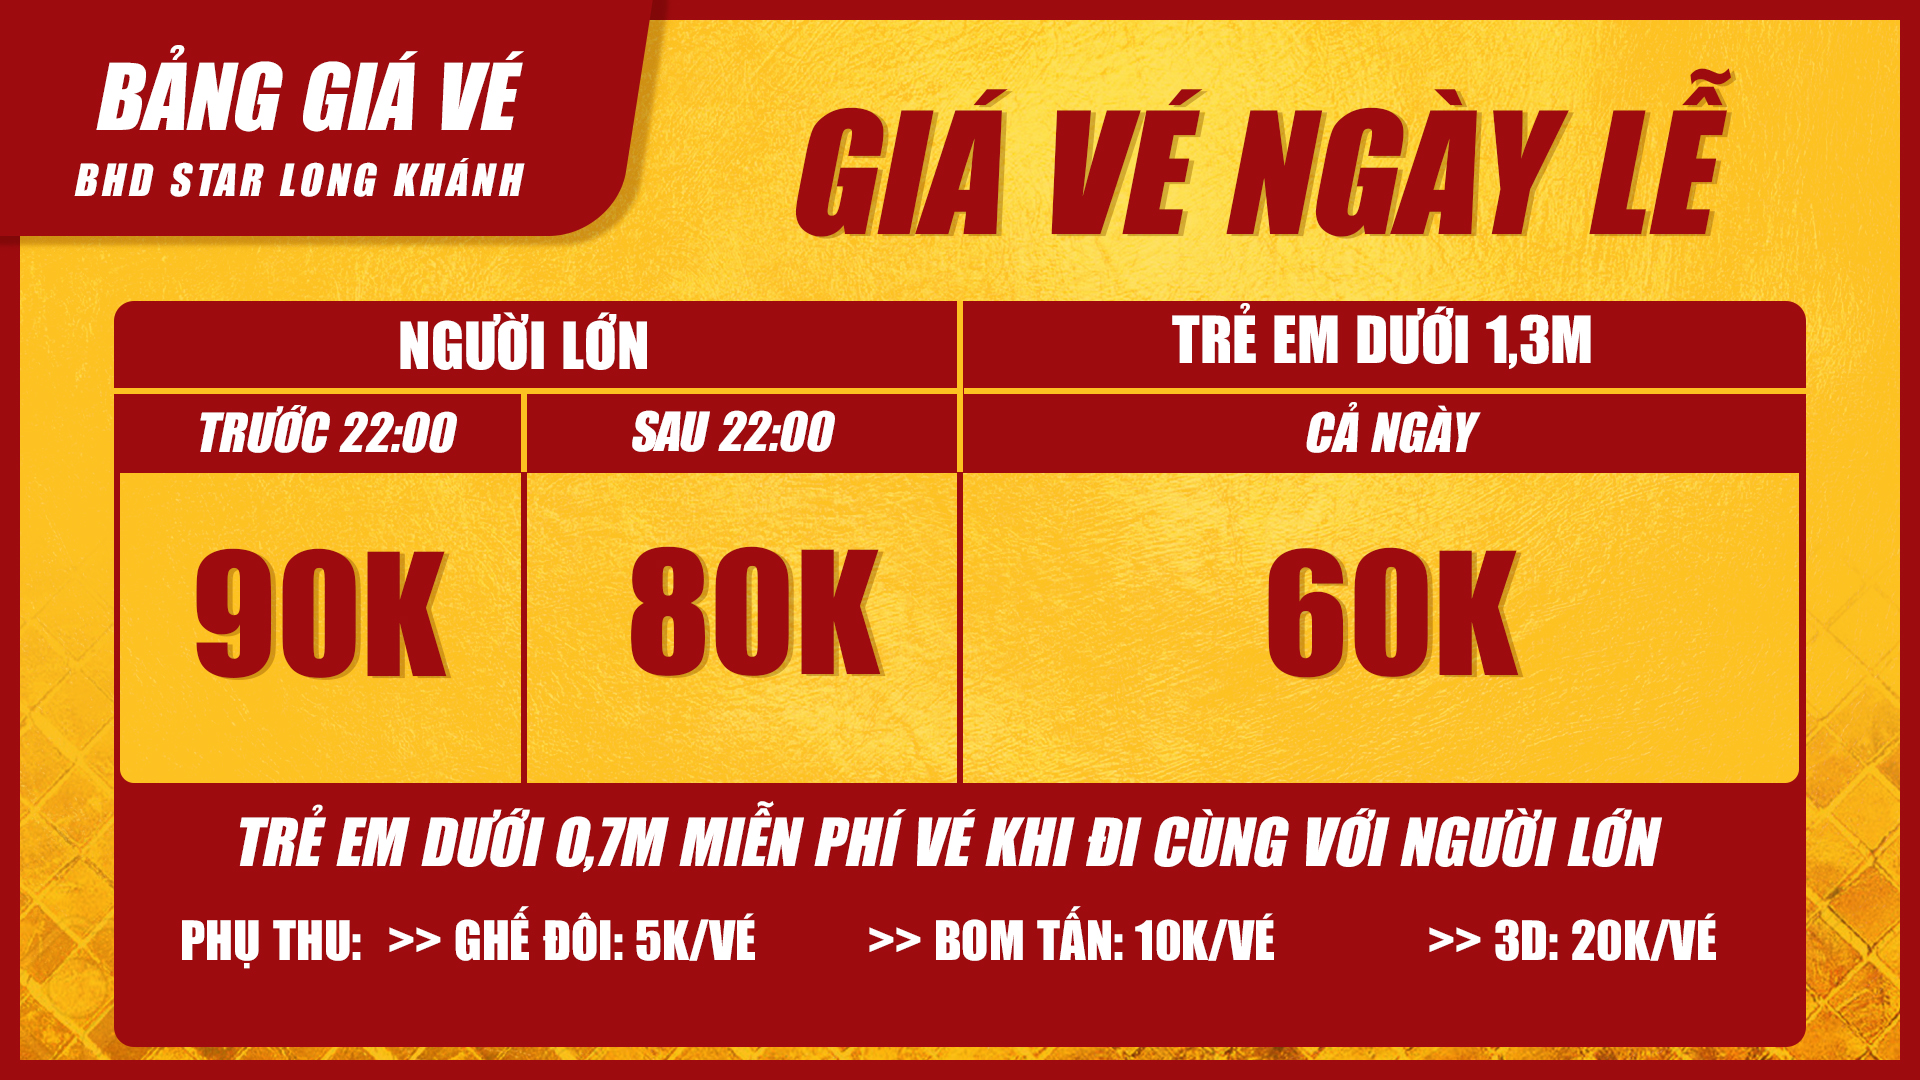 BẢNG GIÁ VÉ
BHD STAR LONG KHÁNH
GIÁ VÉ NGÀY LỄ
NGƯỜI LỚN
TRẺ EM DƯỚI 1,3M
TRƯỚC 22:00
SAU 22:00
CẢ NGÀY
90K
80K
60K
TRẺ EM DƯỚI 0,7M MIỄN PHÍ VÉ KHI ĐI CÙNG VỚI NGƯỜI LỚN
PHỤ THU: >> GHẾ ĐÔI: 5K/VÉ >> BOM TẤN: 10K/VÉ >> 3D: 20K/VÉ